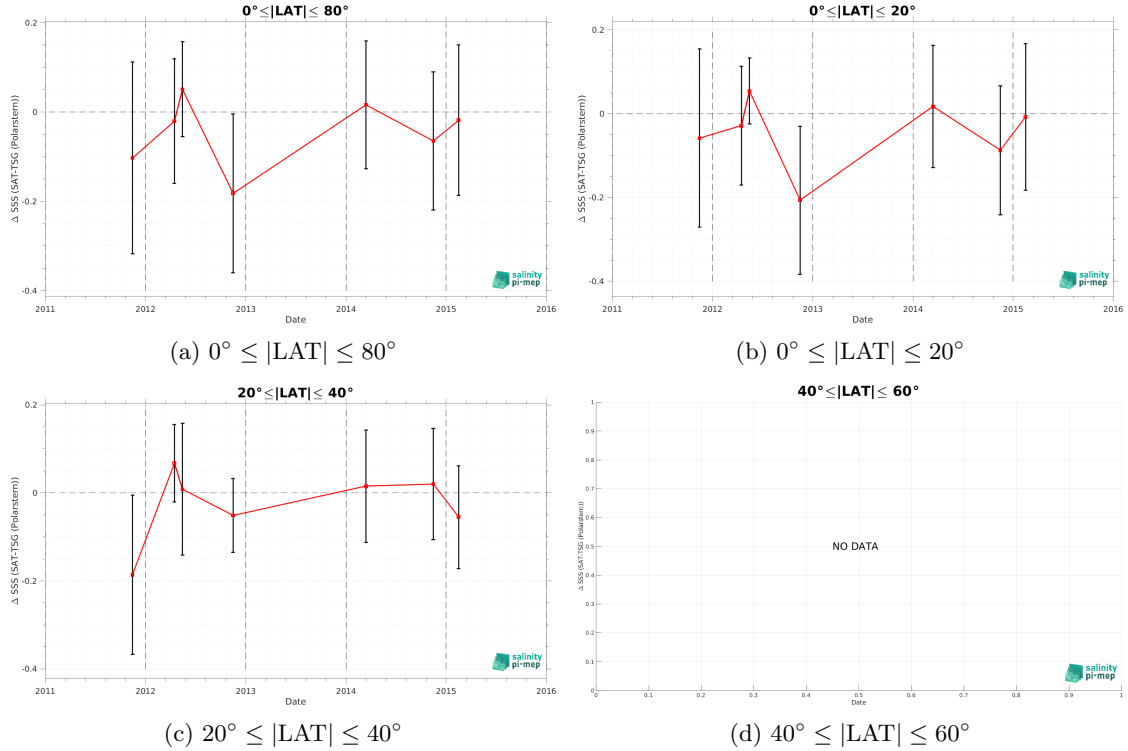 0°≤|LAT|≤ 80°
0.2
0
-0.2
-0.4
Δ SSS (SAT-TSG (Polarstern))
2011 2012 2013 2014 2015 2016
Date
salinity
pi-mep
(a) 0° ≤ |LAT| ≤ 80°
0°≤|LAT|≤ 20°
0.2
0
-0.2
-0.4
Δ SSS (SAT-TSG (Polarstern))
2011 2012 2013 2014 2015 2016
Date
salinity
pi-mep
(b) 0° ≤ |LAT| ≤ 20°
20°≤|LAT|≤ 40°
0.2
0
-0.2
-0.4
Δ SSS (SAT-TSG (Polarstern))
2011 2012 2013 2014 2015 2016
Date
salinity
pi-mep
(c) 20° ≤ |LAT| ≤ 40°
40°≤|LAT|≤ 60°
1
0.9
0.8
0.7
0.6
0.5
0.4
0.3
0.2
0.1
0
Δ SSS (SAT-TSG (Polarstern))
NO DATA
0 0.1 0.2 0.3 0.4 0.5 0.6 0.7 0.8 0.9 1
Date
salinity
pi-mep
(d) 40° ≤ |LAT| ≤ 60°